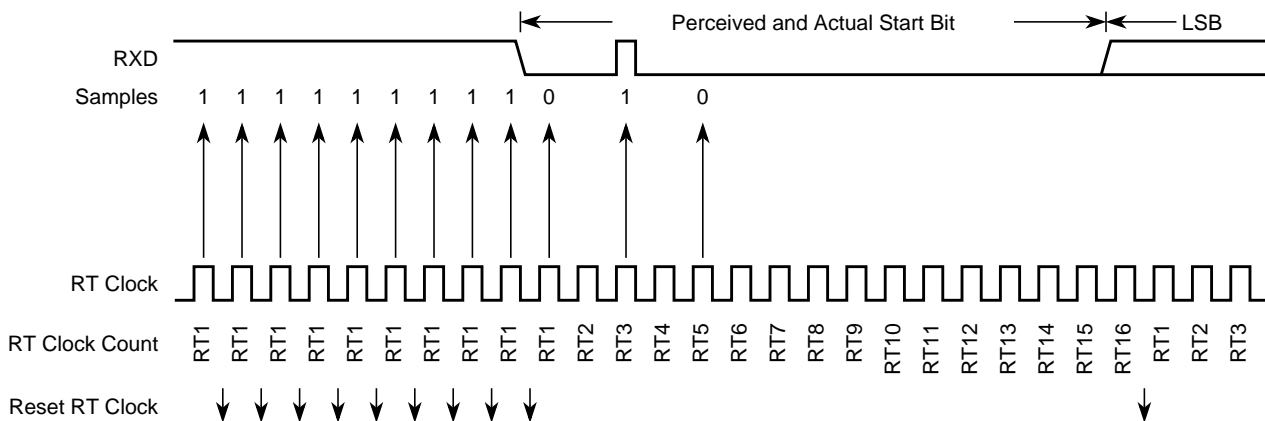 Perceived and Actual Start Bit LSB
RXD
Samples 1 1 1 1 1 1 1 1 1 0 1 0
RT Clock
RT Clock Count RT1 RT1 RT1 RT1 RT1 RT1 RT1 RT1 RT1 RT1 RT2 RT3 RT4 RT5 RT6 RT7 RT8 RT9 RT10 RT11 RT12 RT13 RT14 RT15 RT16 RT1 RT2 RT3
Reset RT Clock